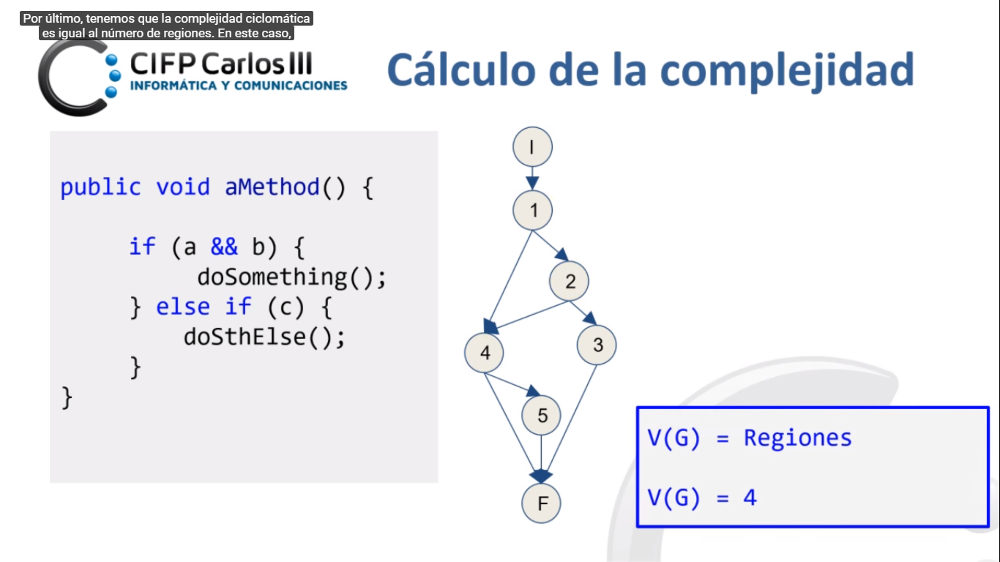 Por último, tenemos que la complejidad ciclomática
es igual al número de regiones. En este caso,
CIFP Carlos III
INFORMÁTICA Y COMUNICACIONES
Cálculo de la complejidad
public void aMethod() {
if (a && b) {
doSomething();
} else if (c) {
doSthElse();
}
}
I
1
2
4
3
5
F
V(G) = Regiones
V(G) = 4